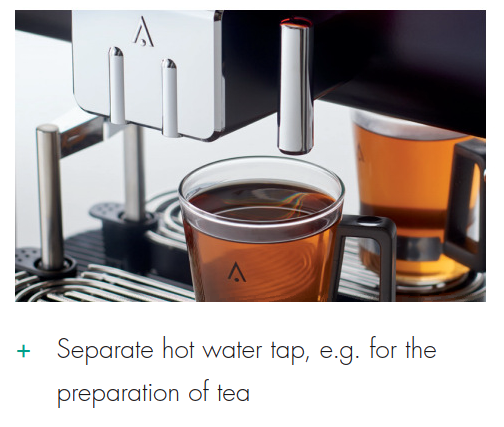 + Separate hot water tap, e.g. for the
preparation of tea